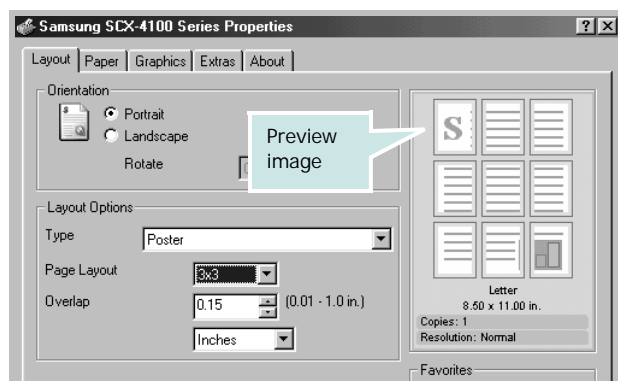 Samsung SCX-4100 Series Properties
Layout Paper Graphics Extras About
Orientation
Portrait
Landscape
Rotate
Preview
image
S
Layout Options
Type Poster
Page Layout 3x3
Overlap 0.15 (0.01 - 1.0 in.)
Inches
Letter
8.50 x 11.00 in.
Copies: 1
Resolution: Normal
Favorites